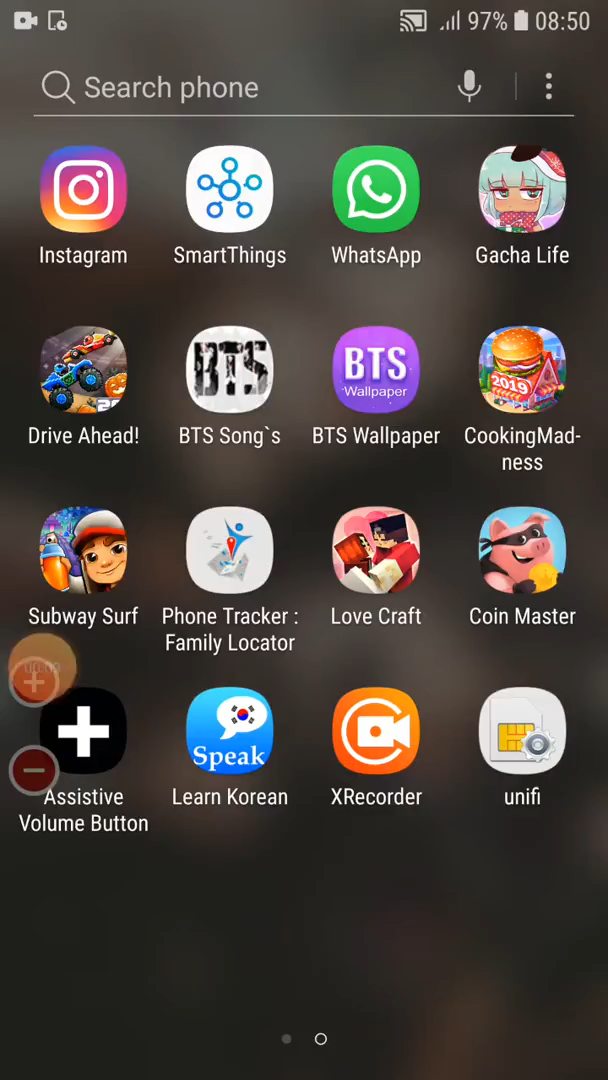 97% 08:50
Search phone
Instagram
SmartThings
WhatsApp
Gacha Life
BTS
BTS
Wallpaper
2019
Drive Ahead!
BTS Song`s
BTS Wallpaper
CookingMad-
ness
Subway Surf
Phone Tracker :
Family Locator
Love Craft
Coin Master
Speak
Assistive
Volume Button
Learn Korean
XRecorder
unifi